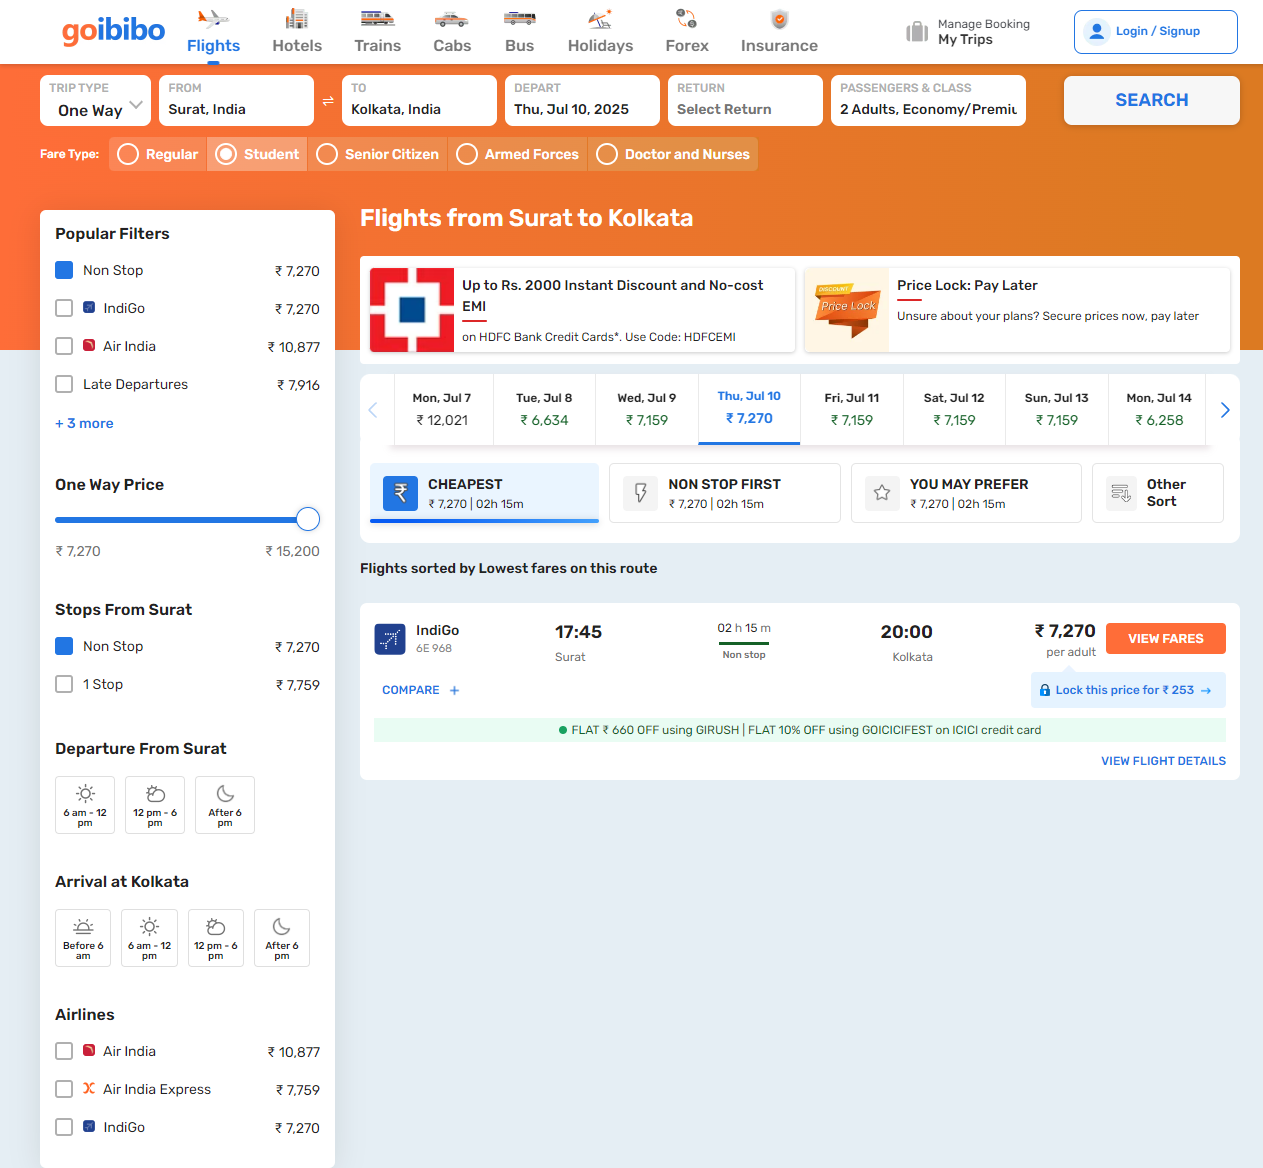 goibibo
Flights
Hotels
Trains
Cabs
Bus
Holidays
Forex
Insurance
Manage Booking
My Trips
Login / Signup
TRIP TYPE
One Way
FROM
Surat, India
TO
Kolkata, India
DEPART
Thu, Jul 10, 2025
RETURN
Select Return
PASSENGERS & CLASS
2 Adults, Economy/Premiu
SEARCH
Fare Type:
Regular
Student
Senior Citizen
Armed Forces
Doctor and Nurses
Popular Filters
Non Stop ₹ 7,270
IndiGo ₹ 7,270
Air India ₹ 10,877
Late Departures ₹ 7,916
+ 3 more
One Way Price
₹ 7,270 ₹ 15,200
Stops From Surat
Non Stop ₹ 7,270
1 Stop ₹ 7,759
Departure From Surat
6 am - 12
pm
12 pm - 6
pm
After 6
pm
Arrival at Kolkata
Before 6
am
6 am - 12
pm
12 pm - 6
pm
After 6
pm
Airlines
Air India ₹ 10,877
Air India Express ₹ 7,759
IndiGo ₹ 7,270
Flights from Surat to Kolkata
Up to Rs. 2000 Instant Discount and No-cost
EMI
on HDFC Bank Credit Cards*. Use Code: HDFCEMI
DISCOUNT
Price Lock
Price Lock: Pay Later
Unsure about your plans? Secure prices now, pay later
Mon, Jul 7
₹ 12,021
Tue, Jul 8
₹ 6,634
Wed, Jul 9
₹ 7,159
Thu, Jul 10
₹ 7,270
Fri, Jul 11
₹ 7,159
Sat, Jul 12
₹ 7,159
Sun, Jul 13
₹ 7,159
Mon, Jul 14
₹ 6,258
CHEAPEST
₹ 7,270 | 02h 15m
NON STOP FIRST
₹ 7,270 | 02h 15m
YOU MAY PREFER
₹ 7,270 | 02h 15m
Other
Sort
Flights sorted by Lowest fares on this route
IndiGo
6E 968
17:45
Surat
02 h 15 m
Non stop
20:00
Kolkata
₹ 7,270
per adult
VIEW FARES
COMPARE +
Lock this price for ₹ 253 →
FLAT ₹ 660 OFF using GIRUSH | FLAT 10% OFF using GOICICIFEST on ICICI credit card
VIEW FLIGHT DETAILS